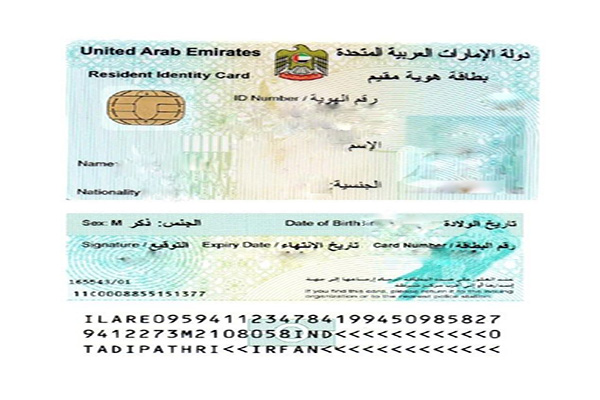 United Arab Emirates دولة الإمارات العربية المتحدة
Resident Identity Card بطاقة هوية مقيم
ID Number / رقم الهوية
الإسم
Name:
الجنسية:
Nationality
Sex: M الجنس: ذكر Date of Birth: تاريخ الولادة
Signature / التوقيع Expiry Date / تاريخ الإنتهاء Card Number / رقم البطاقة
165543/01
If you find this card, please return it to the issuing
11C0008855151377 organization or to the nearest police station.
ILARE0959411234784199450985827
9412273M2108058IND<<<<<<<<<<<0
TADIPATHRI<<IRFAN<<<<<<<<<<<<<